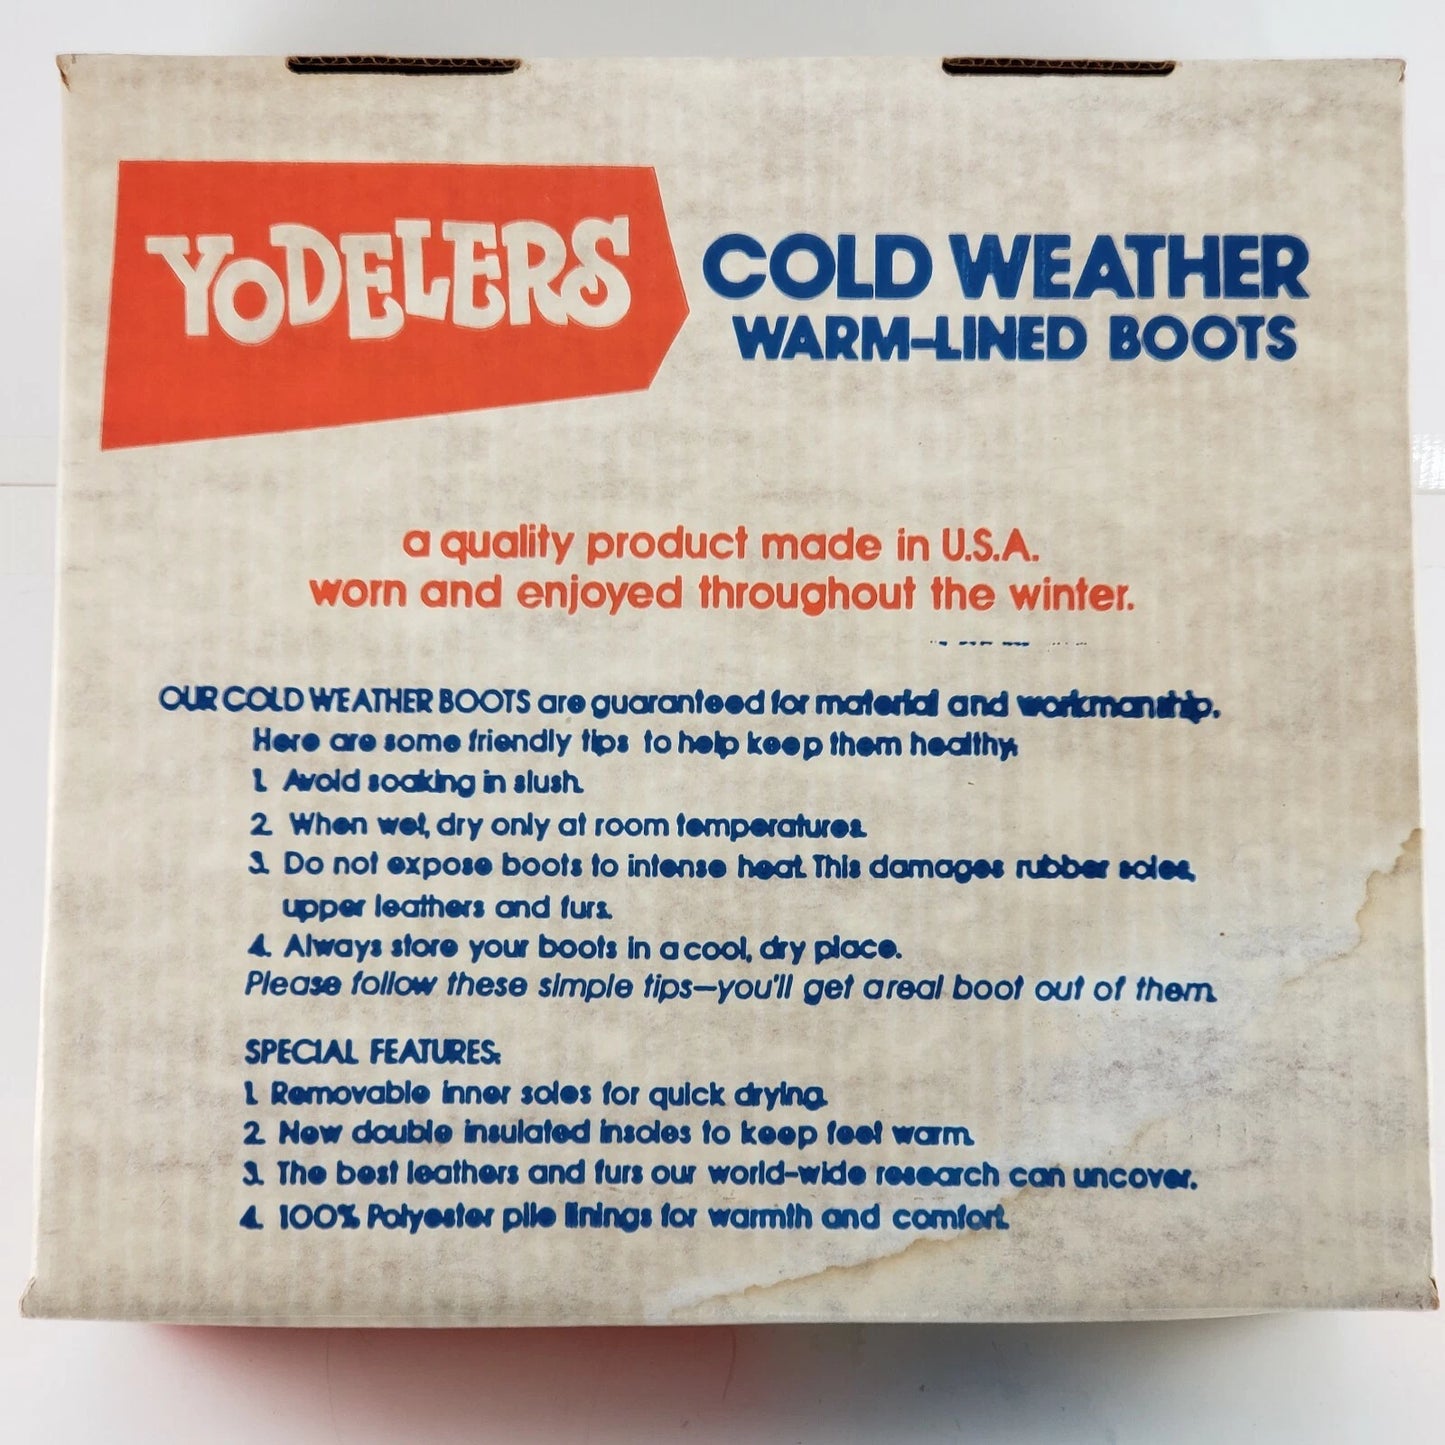 YODELERS
COLD WEATHER
WARM-LINED BOOTS
a quality product made in U.S.A.
worn and enjoyed throughout the winter.
OUR COLD WEATHER BOOTS are guaranteed for material and workmanship.
Here are some friendly tips to help keep them healthy:
1. Avoid soaking in slush.
2. When wet, dry only at room temperatures.
3. Do not expose boots to intense heat. This damages rubber soles,
upper leathers and furs.
4. Always store your boots in a cool, dry place.
Please follow these simple tips—you'll get a real boot out of them.
SPECIAL FEATURES:
1. Removable inner soles for quick drying.
2. New double insulated insoles to keep feet warm.
3. The best leathers and furs our world-wide research can uncover.
4. 100% Polyester pile linings for warmth and comfort.